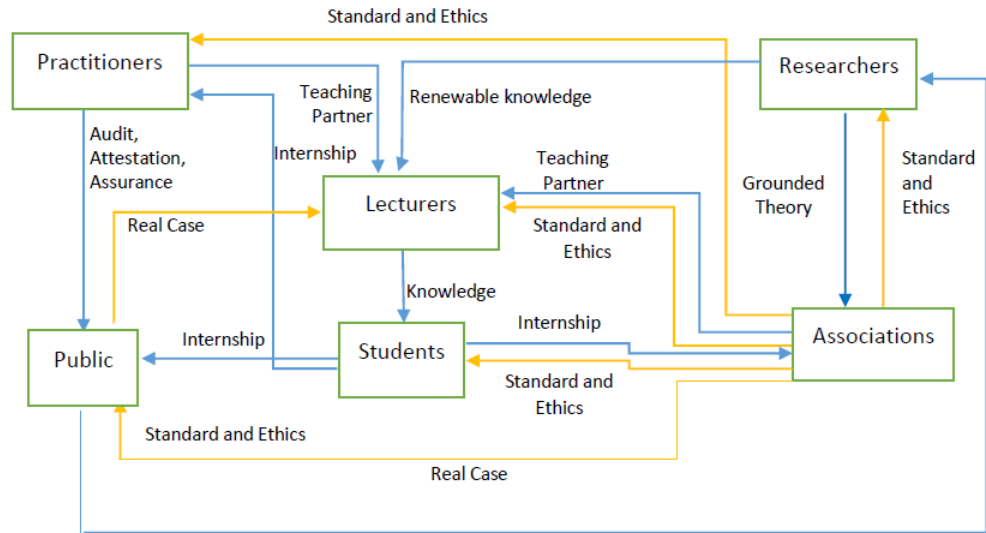 Standard and Ethics
Practitioners
Researchers
Teaching
Partner
Renewable knowledge
Audit,
Attestation,
Assurance
Internship
Teaching
Partner
Grounded
Theory
Standard
and
Ethics
Lecturers
Real Case
Standard and
Ethics
Knowledge
Internship
Internship
Associations
Public
Students
Standard and
Ethics
Standard and Ethics
Real Case